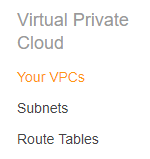 Virtual Private
Cloud
Your VPCs
Subnets
Route Tables